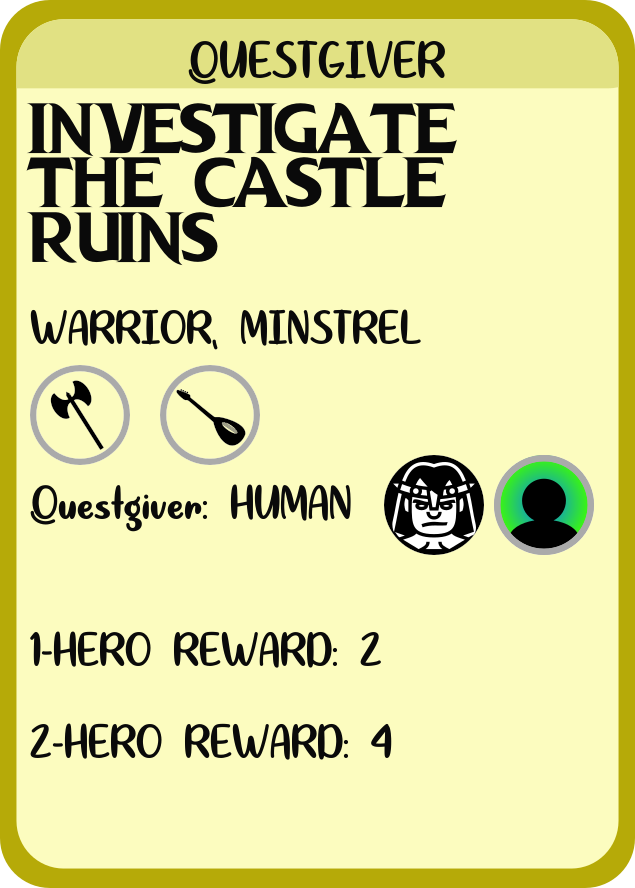 QUESTGIVER
INVESTIGATE
THE CASTLE
RUINS
WARRIOR, MINSTREL
Questgiver: HUMAN
1-HERO REWARD: 2
2-HERO REWARD: 4